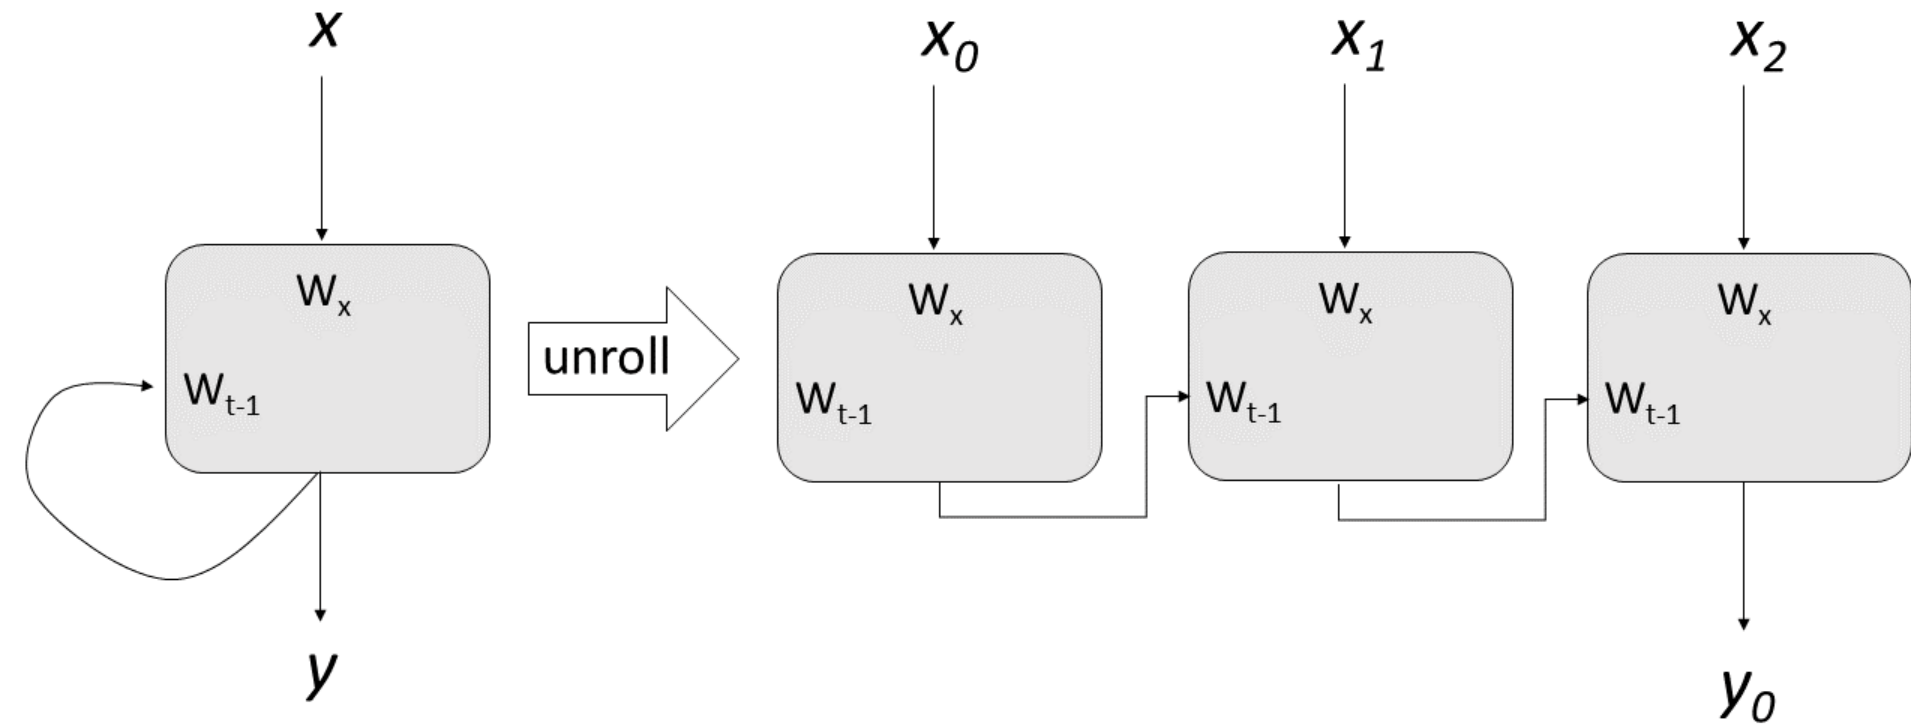 x
x₀ x₁ x₂
Wₓ
Wₓ Wₓ Wₓ
unroll
Wt-1
Wt-1 Wt-1 Wt-1
y
y₀